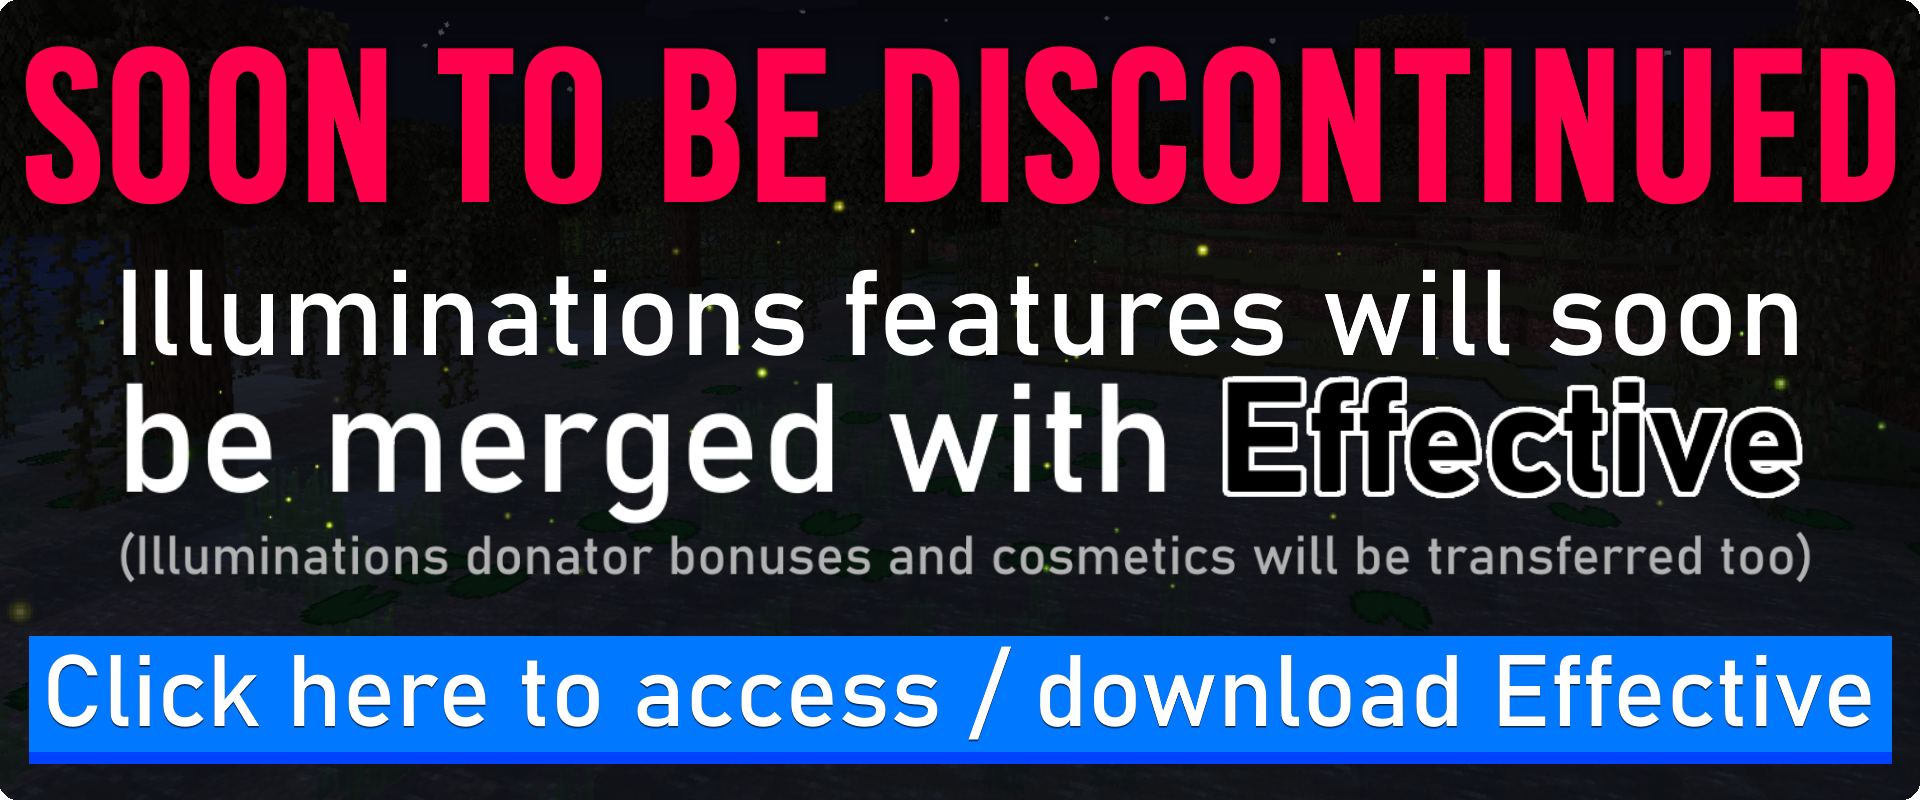 SOON TO BE DISCONTINUED
Illuminations features will soon
be merged with Effective
(Illuminations donator bonuses and cosmetics will be transferred too)
Click here to access / download Effective